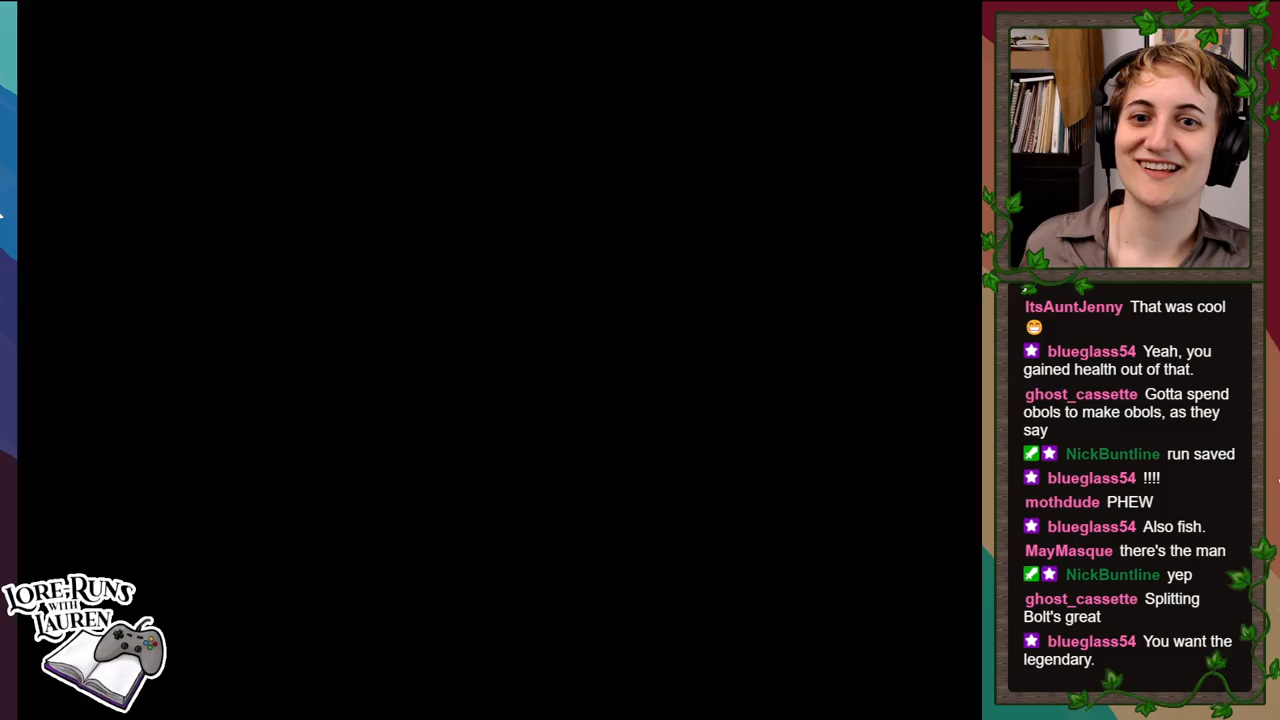 ItsAuntJenny That was cool
😁
blueglass54 Yeah, you
gained health out of that.
ghost_cassette Gotta spend
obols to make obols, as they
say
NickBuntline run saved
blueglass54 !!!!
mothdude PHEW
blueglass54 Also fish.
MayMasque there's the man
NickBuntline yep
ghost_cassette Splitting
Bolt's great
blueglass54 You want the
legendary.
LORE-RUNS
WITH
LAUREN